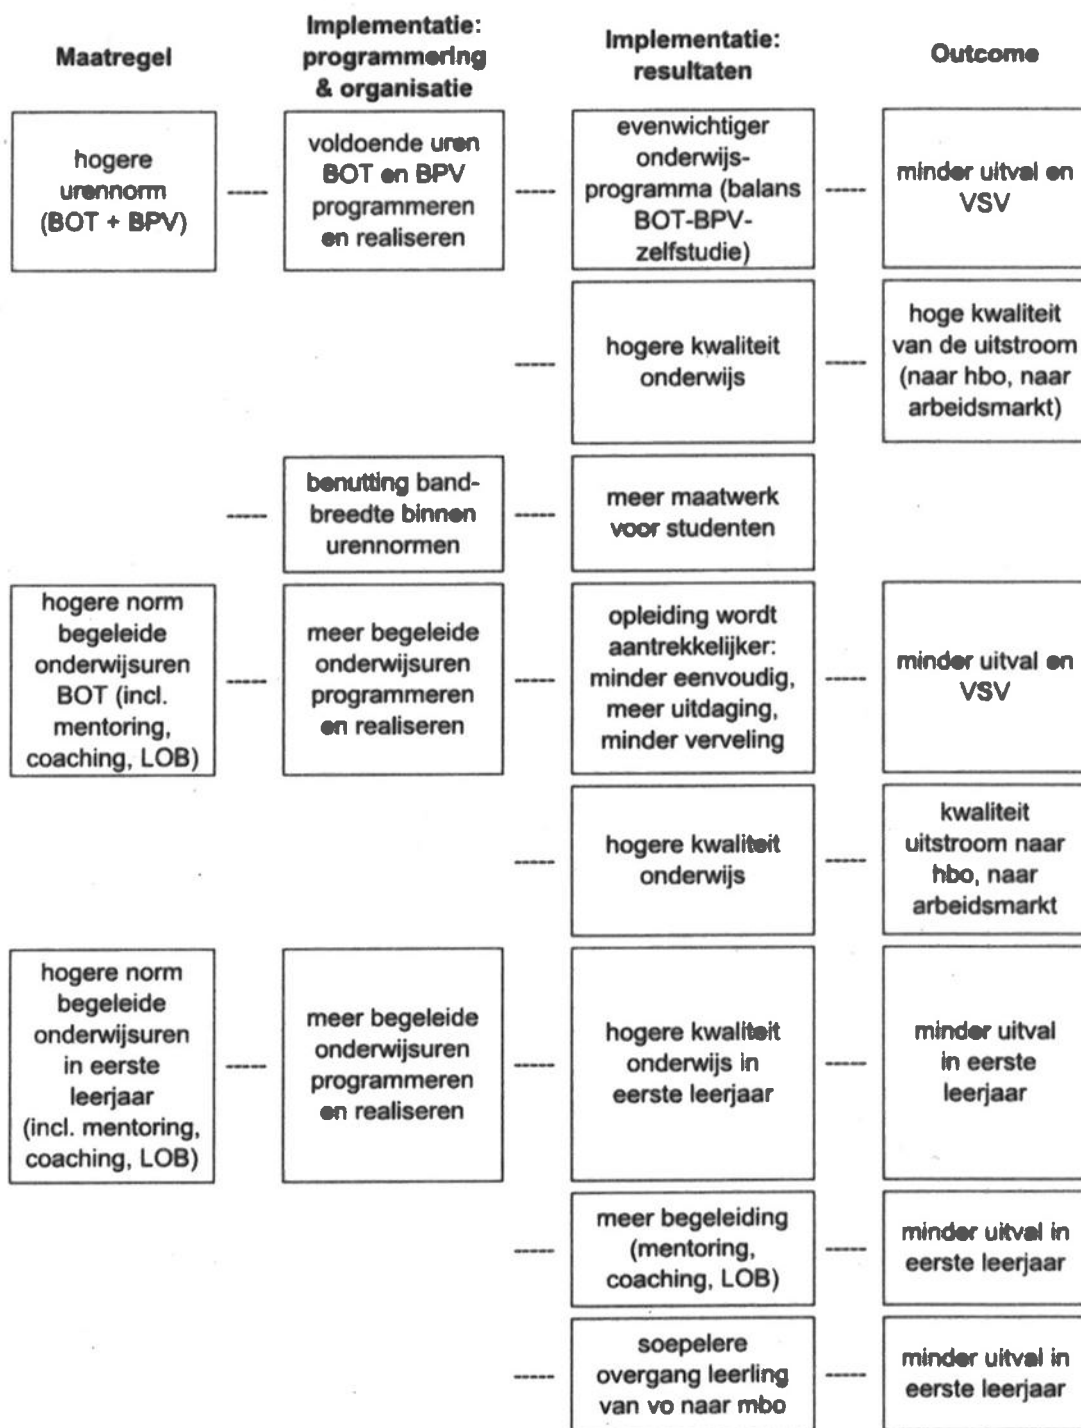 Maatregel
Implementatie:
programmering
& organisatie
Implementatie:
resultaten
Outcome
hogere
urennorm
(BOT + BPV)
-----
voldoende uren
BOT en BPV
programmeren
en realiseren
-----
evenwichtiger
onderwijs-
programma (balans
BOT-BPV-
zelfstudie)
-----
minder uitval en
VSV
-----
hogere kwaliteit
onderwijs
-----
hoge kwaliteit
van de uitstroom
(naar hbo, naar
arbeidsmarkt)
-----
benutting band-
breedte binnen
urennormen
-----
meer maatwerk
voor studenten
hogere norm
begeleide
onderwijsuren
BOT (incl.
mentoring,
coaching, LOB)
-----
meer begeleide
onderwijsuren
programmeren
en realiseren
-----
opleiding wordt
aantrekkelijker:
minder eenvoudig,
meer uitdaging,
minder verveling
-----
minder uitval en
VSV
-----
hogere kwaliteit
onderwijs
-----
kwaliteit
uitstroom naar
hbo, naar
arbeidsmarkt
hogere norm
begeleide
onderwijsuren
in eerste
leerjaar
(incl. mentoring,
coaching, LOB)
-----
meer begeleide
onderwijsuren
programmeren
en realiseren
-----
hogere kwaliteit
onderwijs in
eerste leerjaar
-----
minder uitval
in eerste
leerjaar
-----
meer begeleiding
(mentoring,
coaching, LOB)
-----
minder uitval in
eerste leerjaar
-----
soepelere
overgang leerling
van vo naar mbo
-----
minder uitval in
eerste leerjaar